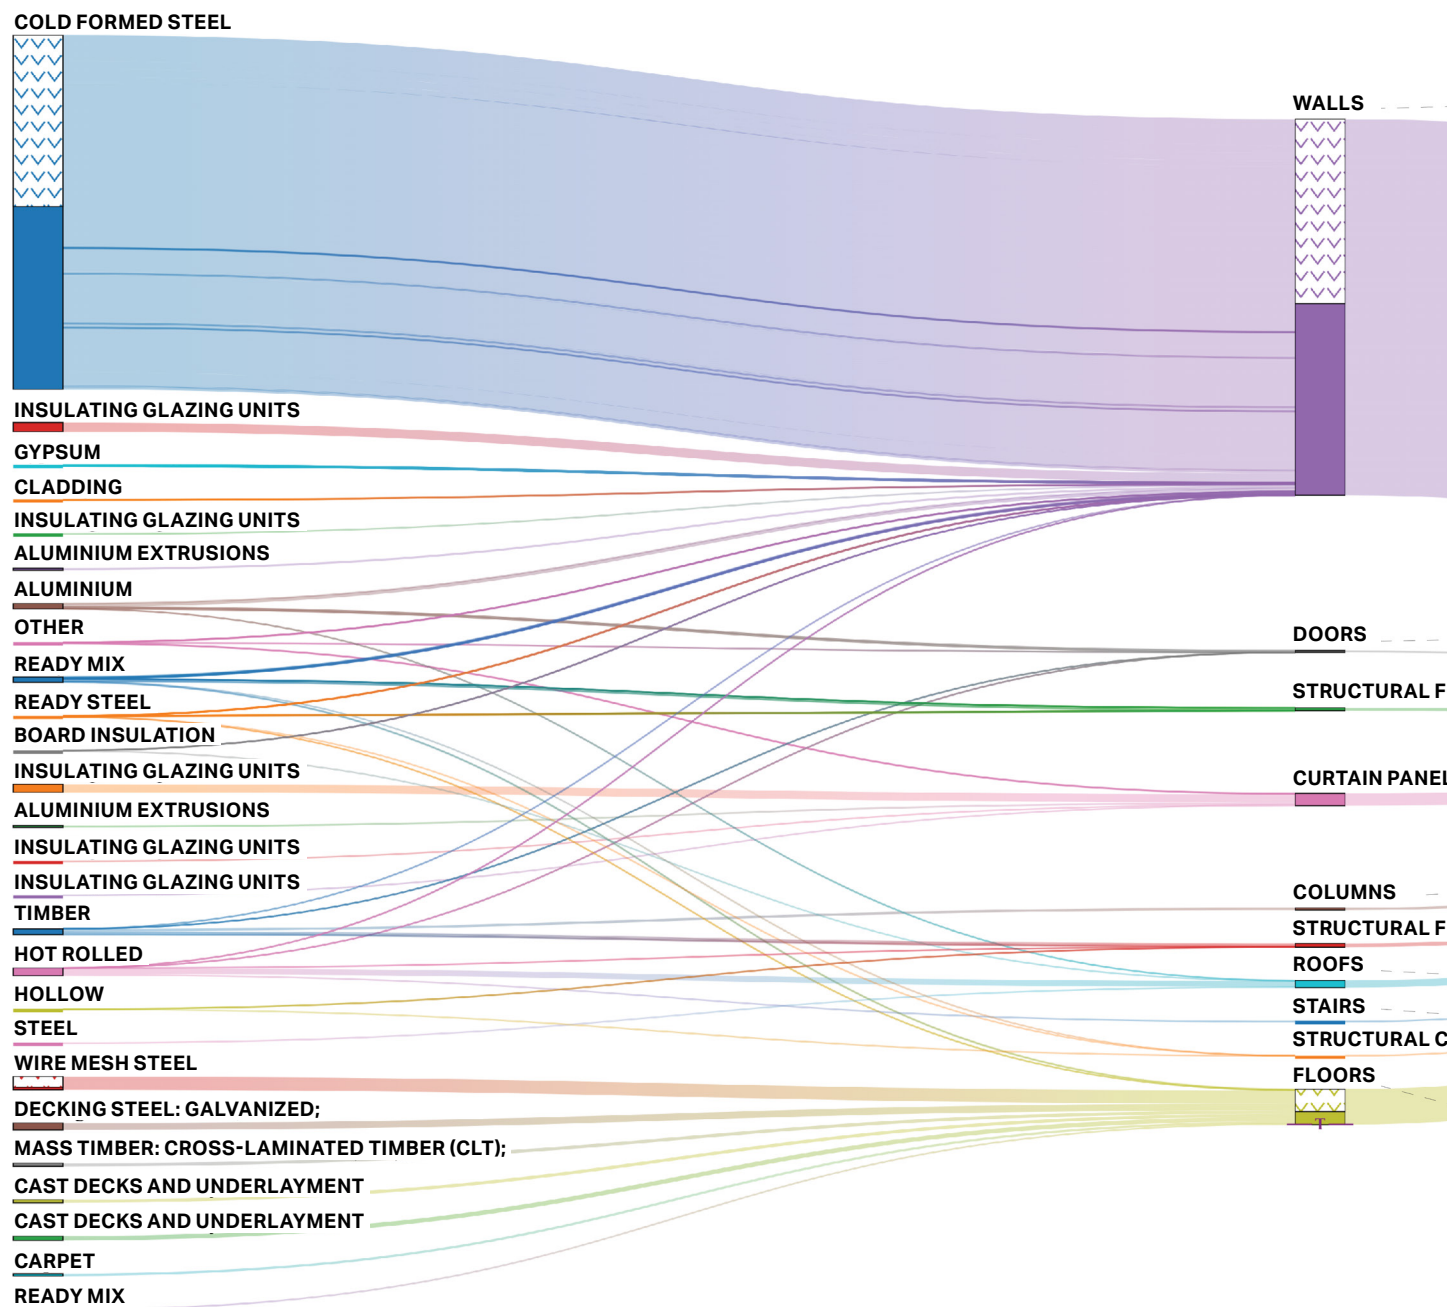 COLD FORMED STEEL
WALLS
INSULATING GLAZING UNITS
GYPSUM
CLADDING
INSULATING GLAZING UNITS
ALUMINIUM EXTRUSIONS
ALUMINIUM
OTHER
DOORS
READY MIX
STRUCTURAL F
READY STEEL
BOARD INSULATION
INSULATING GLAZING UNITS
CURTAIN PANEL
ALUMINIUM EXTRUSIONS
INSULATING GLAZING UNITS
INSULATING GLAZING UNITS
COLUMNS
TIMBER
STRUCTURAL F
HOT ROLLED
ROOFS
HOLLOW
STAIRS
STEEL
STRUCTURAL C
WIRE MESH STEEL
FLOORS
DECKING STEEL: GALVANIZED;
T
MASS TIMBER: CROSS-LAMINATED TIMBER (CLT);
CAST DECKS AND UNDERLAYMENT
CAST DECKS AND UNDERLAYMENT
CARPET
READY MIX